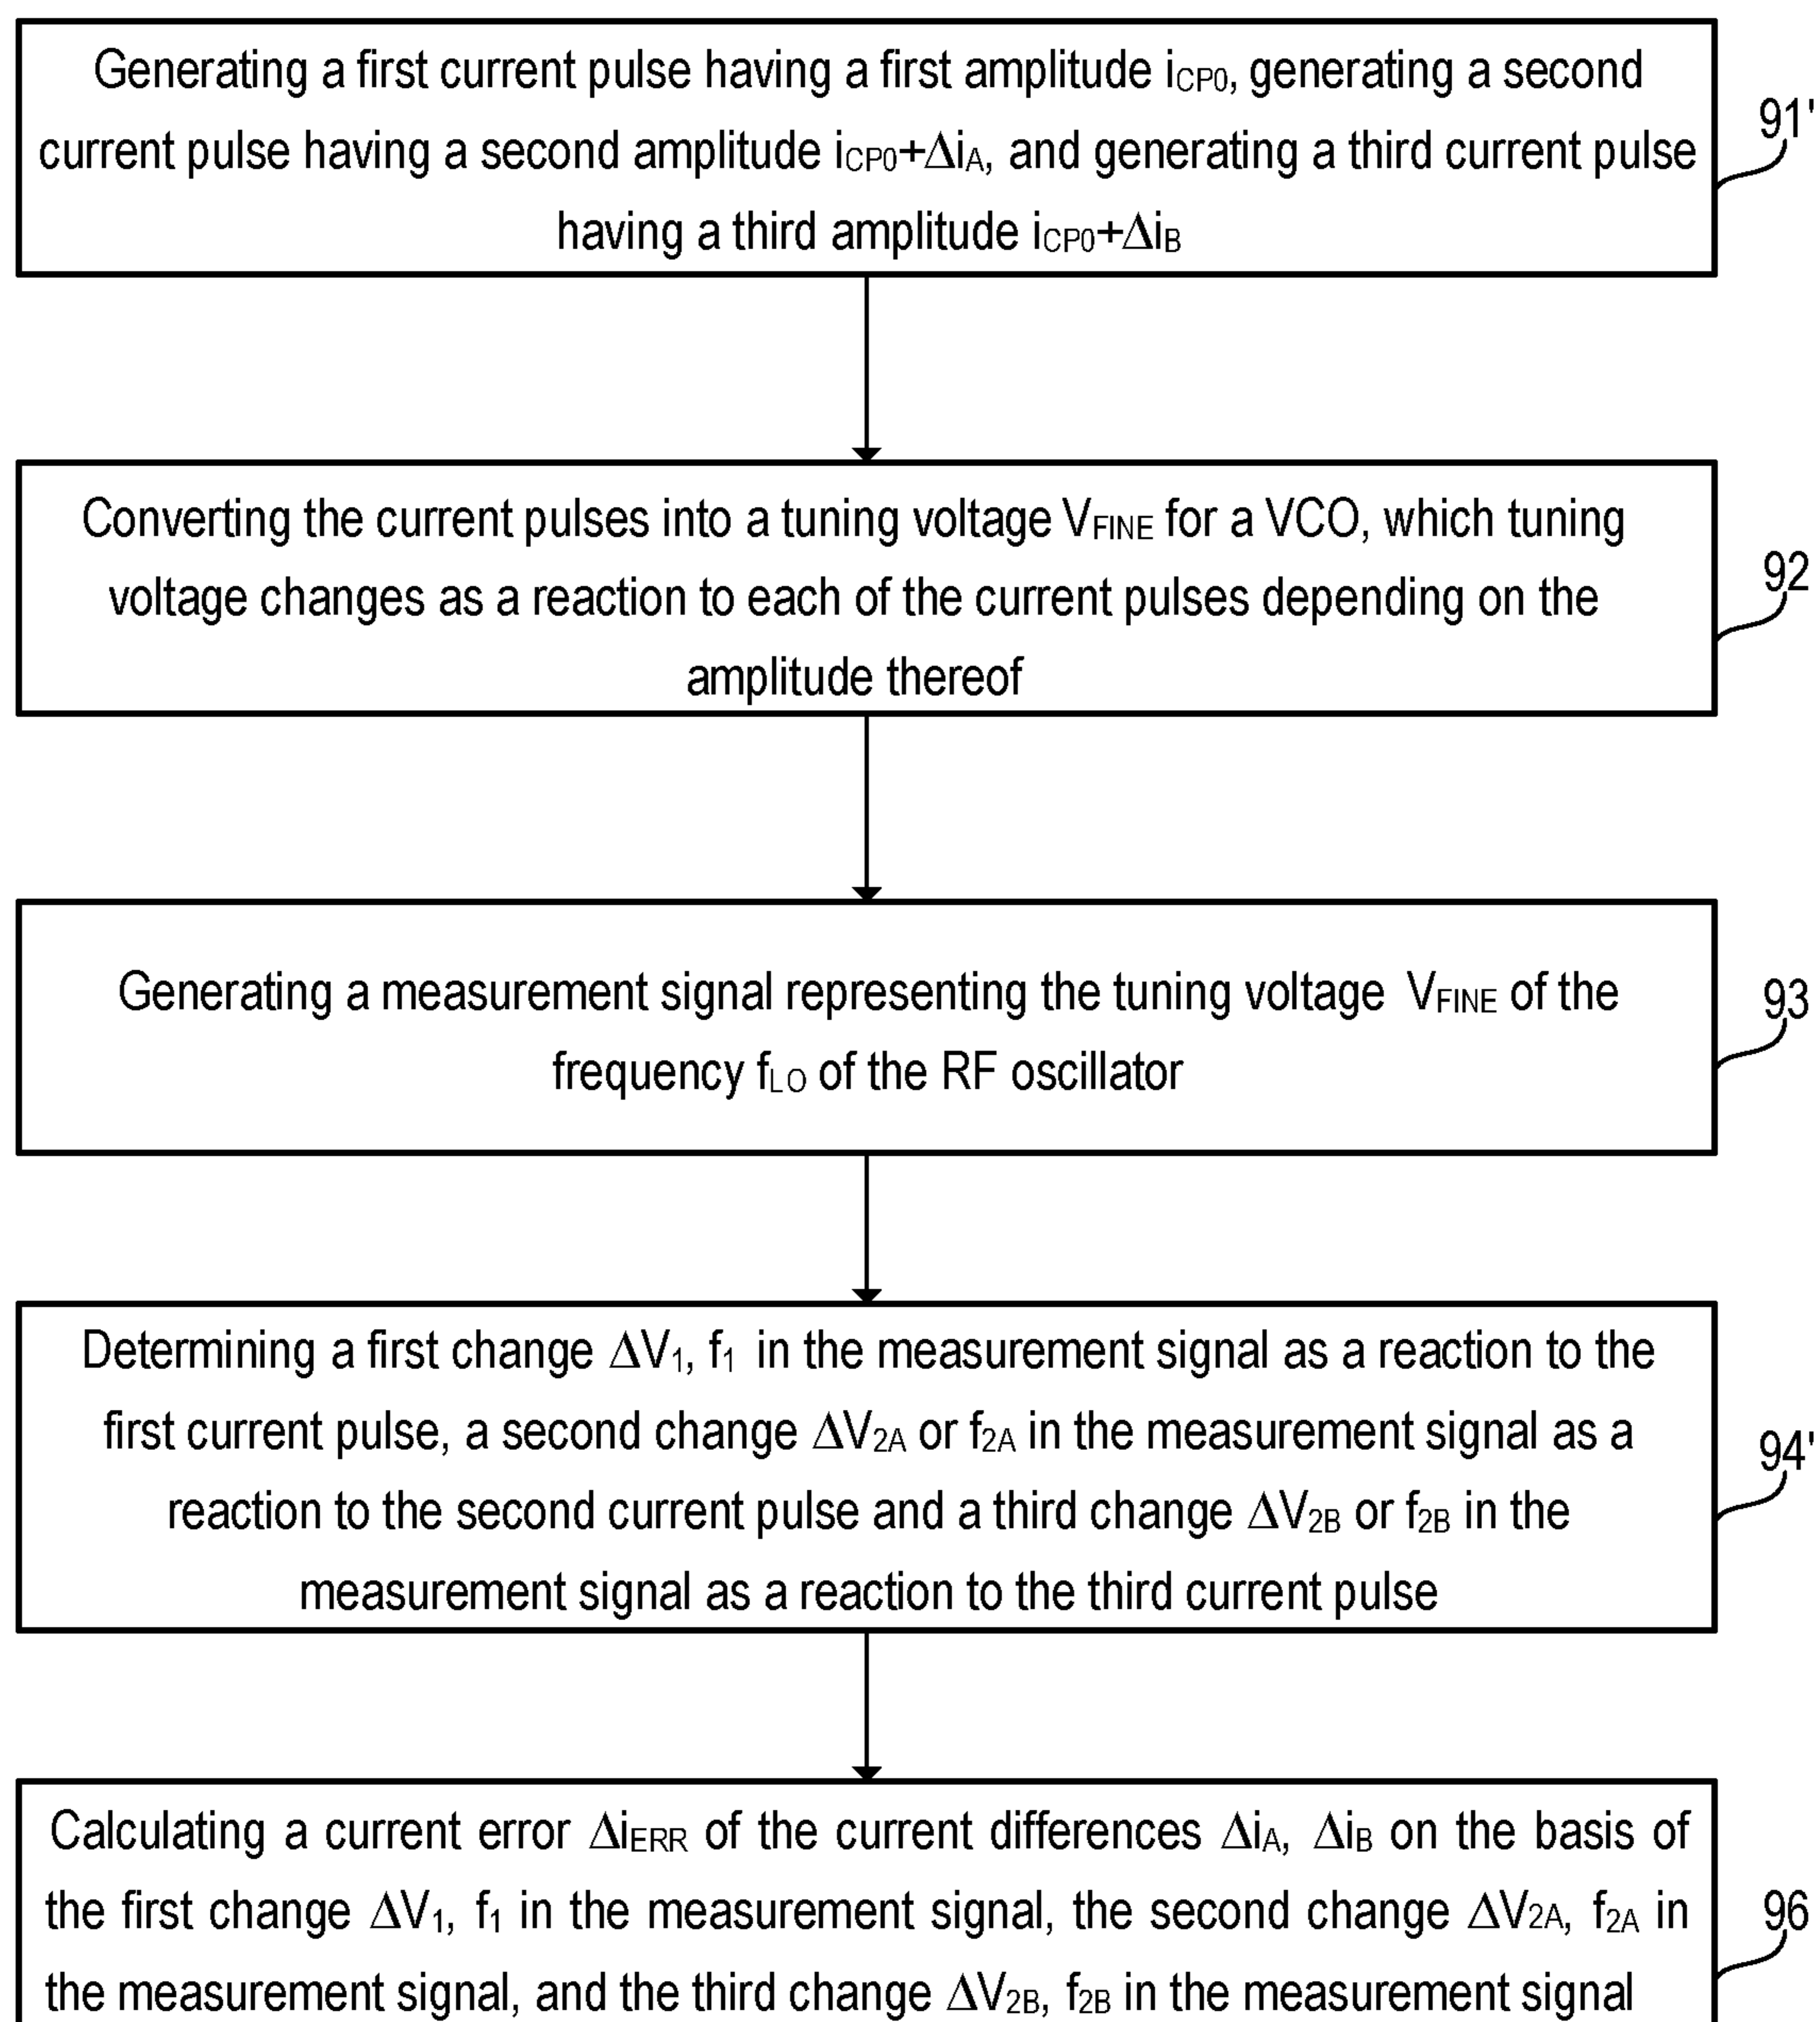 Generating a first current pulse having a first amplitude iCP0, generating a second
current pulse having a second amplitude iCP0+ΔiA, and generating a third current pulse
having a third amplitude iCP0+ΔiB
91'
Converting the current pulses into a tuning voltage VFINE for a VCO, which tuning
voltage changes as a reaction to each of the current pulses depending on the
amplitude thereof
92
Generating a measurement signal representing the tuning voltage VFINE of the
frequency fLO of the RF oscillator
93
Determining a first change ΔV1, f1 in the measurement signal as a reaction to the
first current pulse, a second change ΔV2A or f2A in the measurement signal as a
reaction to the second current pulse and a third change ΔV2B or f2B in the
measurement signal as a reaction to the third current pulse
94'
Calculating a current error ΔiERR of the current differences ΔiA, ΔiB on the basis of
the first change ΔV1, f1 in the measurement signal, the second change ΔV2A, f2A in
the measurement signal, and the third change ΔV2B, f2B in the measurement signal
96